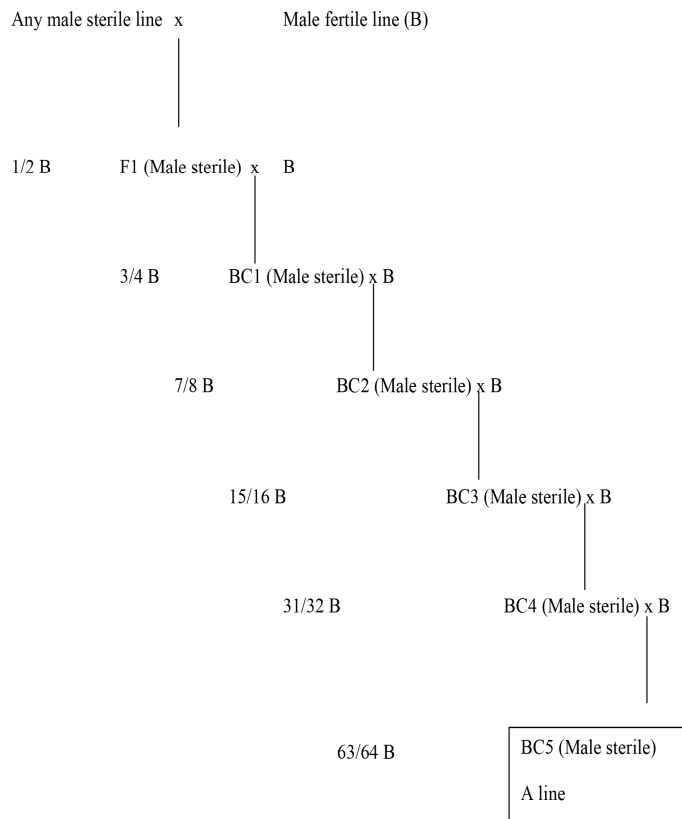 Any male sterile line x Male fertile line (B)
1/2 B F1 (Male sterile) x B
3/4 B BC1 (Male sterile) x B
7/8 B BC2 (Male sterile) x B
15/16 B BC3 (Male sterile) x B
31/32 B BC4 (Male sterile) x B
63/64 B BC5 (Male sterile)
A line